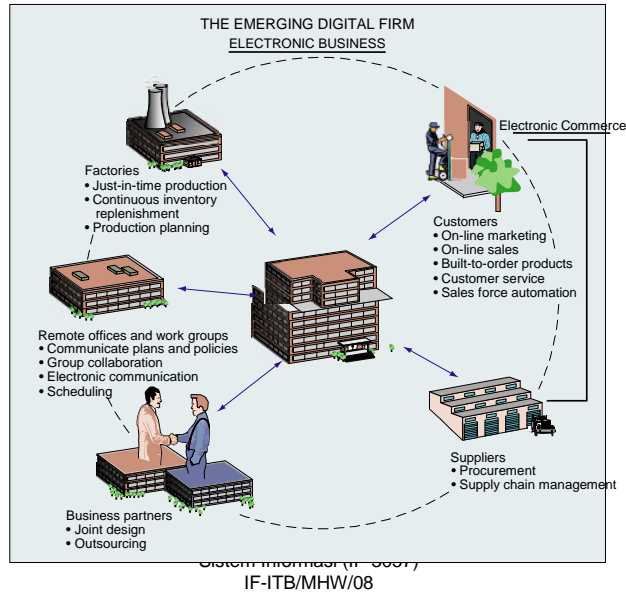 THE EMERGING DIGITAL FIRM
ELECTRONIC BUSINESS
Electronic Commerce
Factories
• Just-in-time production
• Continuous inventory
replenishment
• Production planning
Customers
• On-line marketing
• On-line sales
• Built-to-order products
• Customer service
• Sales force automation
Remote offices and work groups
• Communicate plans and policies
• Group collaboration
• Electronic communication
• Scheduling
Suppliers
• Procurement
• Supply chain management
Business partners
• Joint design
• Outsourcing
Sistem Informasi (IF
IF-ITB/MHW/08